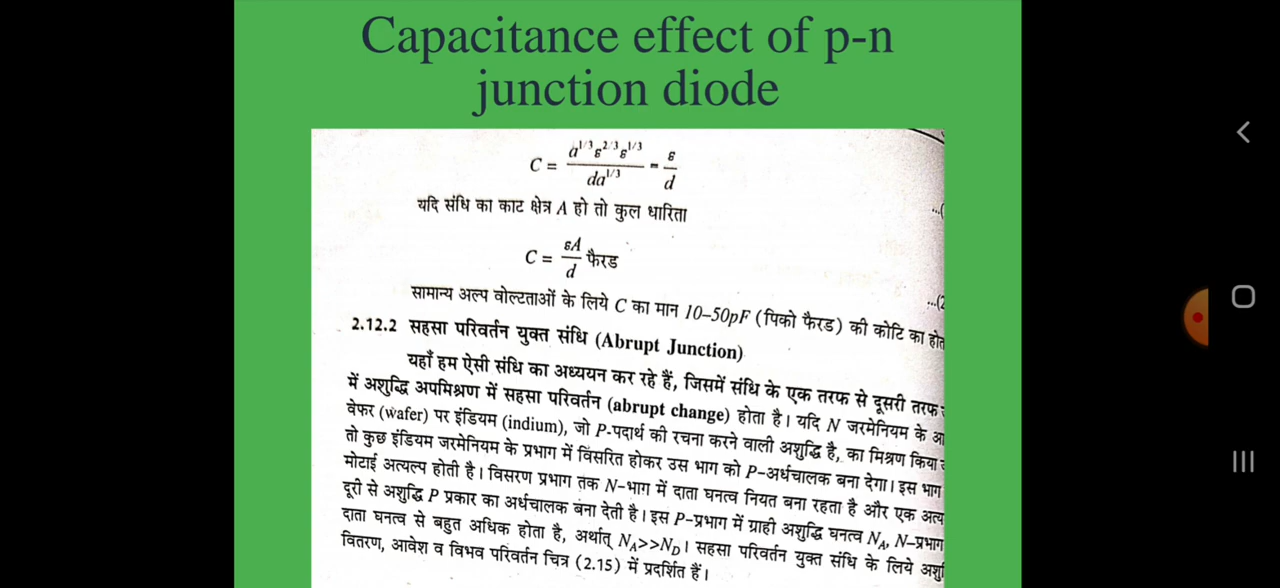 Capacitance effect of p-n
junction diode
C = a^1/3 ε^2/3 ε^1/3 / da^1/3 = ε/d
यदि संधि का काट क्षेत्र A हो तो कुल धारिता
...(
C = εA/d फैरड
...(2
सामान्य अल्प वोल्टताओं के लिये C का मान 10–50pF (पिको फैरड) की कोटि का
2.12.2 सहसा परिवर्तन युक्त संधि (Abrupt Junction)
यहाँ हम ऐसी संधि का अध्ययन कर रहे हैं, जिसमें संधि के एक तरफ से दूसरी तरफ
में अशुद्धि अपमिश्रण में सहसा परिवर्तन (abrupt change) होता है। यदि N जरमेनियम के
वेफर (wafer) पर इंडियम (indium), जो P-पदार्थ की रचना करने वाली अशुद्धि है, का मिश्रण किया
तो कुछ इंडियम जरमेनियम के प्रभाग में विसरित होकर उस भाग को P-अर्धचालक बना देगा। इस भाग
मोटाई अत्यल्प होती है। विसरण प्रभाग तक N-भाग में दाता घनत्व नियत बना रहता है और एक
दूरी से अशुद्धि P प्रकार का अर्धचालक बना देती है। इस P-प्रभाग में ग्राही अशुद्धि घनत्व N_A, N-प्रभाग
दाता घनत्व से बहुत अधिक होता है, अर्थात् N_A>>N_D। सहसा परिवर्तन युक्त संधि के लिये
वितरण, आवेश व विभव परिवर्तन चित्र (2.15) में प्रदर्शित हैं।